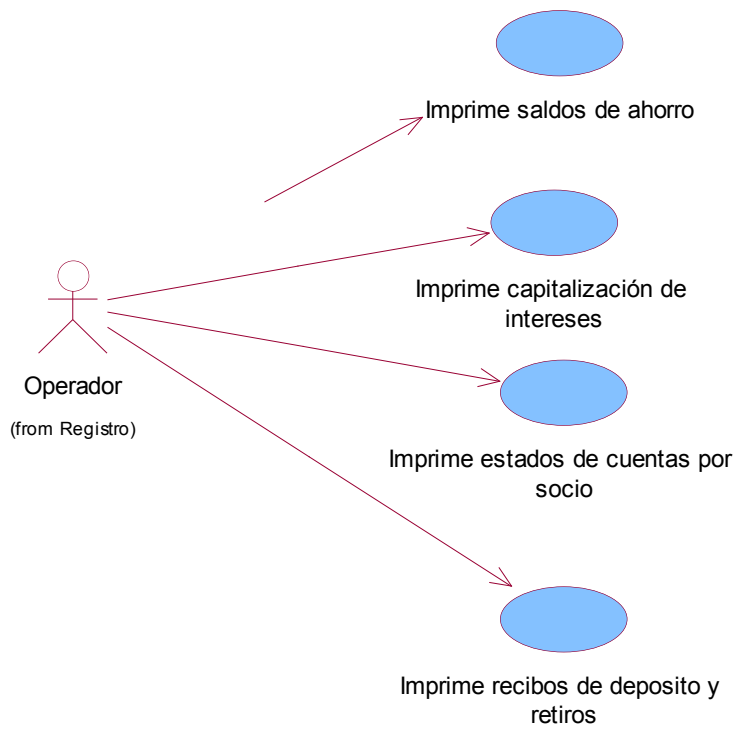 Imprime saldos de ahorro
Imprime capitalización de
intereses
Operador
(from Registro)
Imprime estados de cuentas por
socio
Imprime recibos de deposito y
retiros